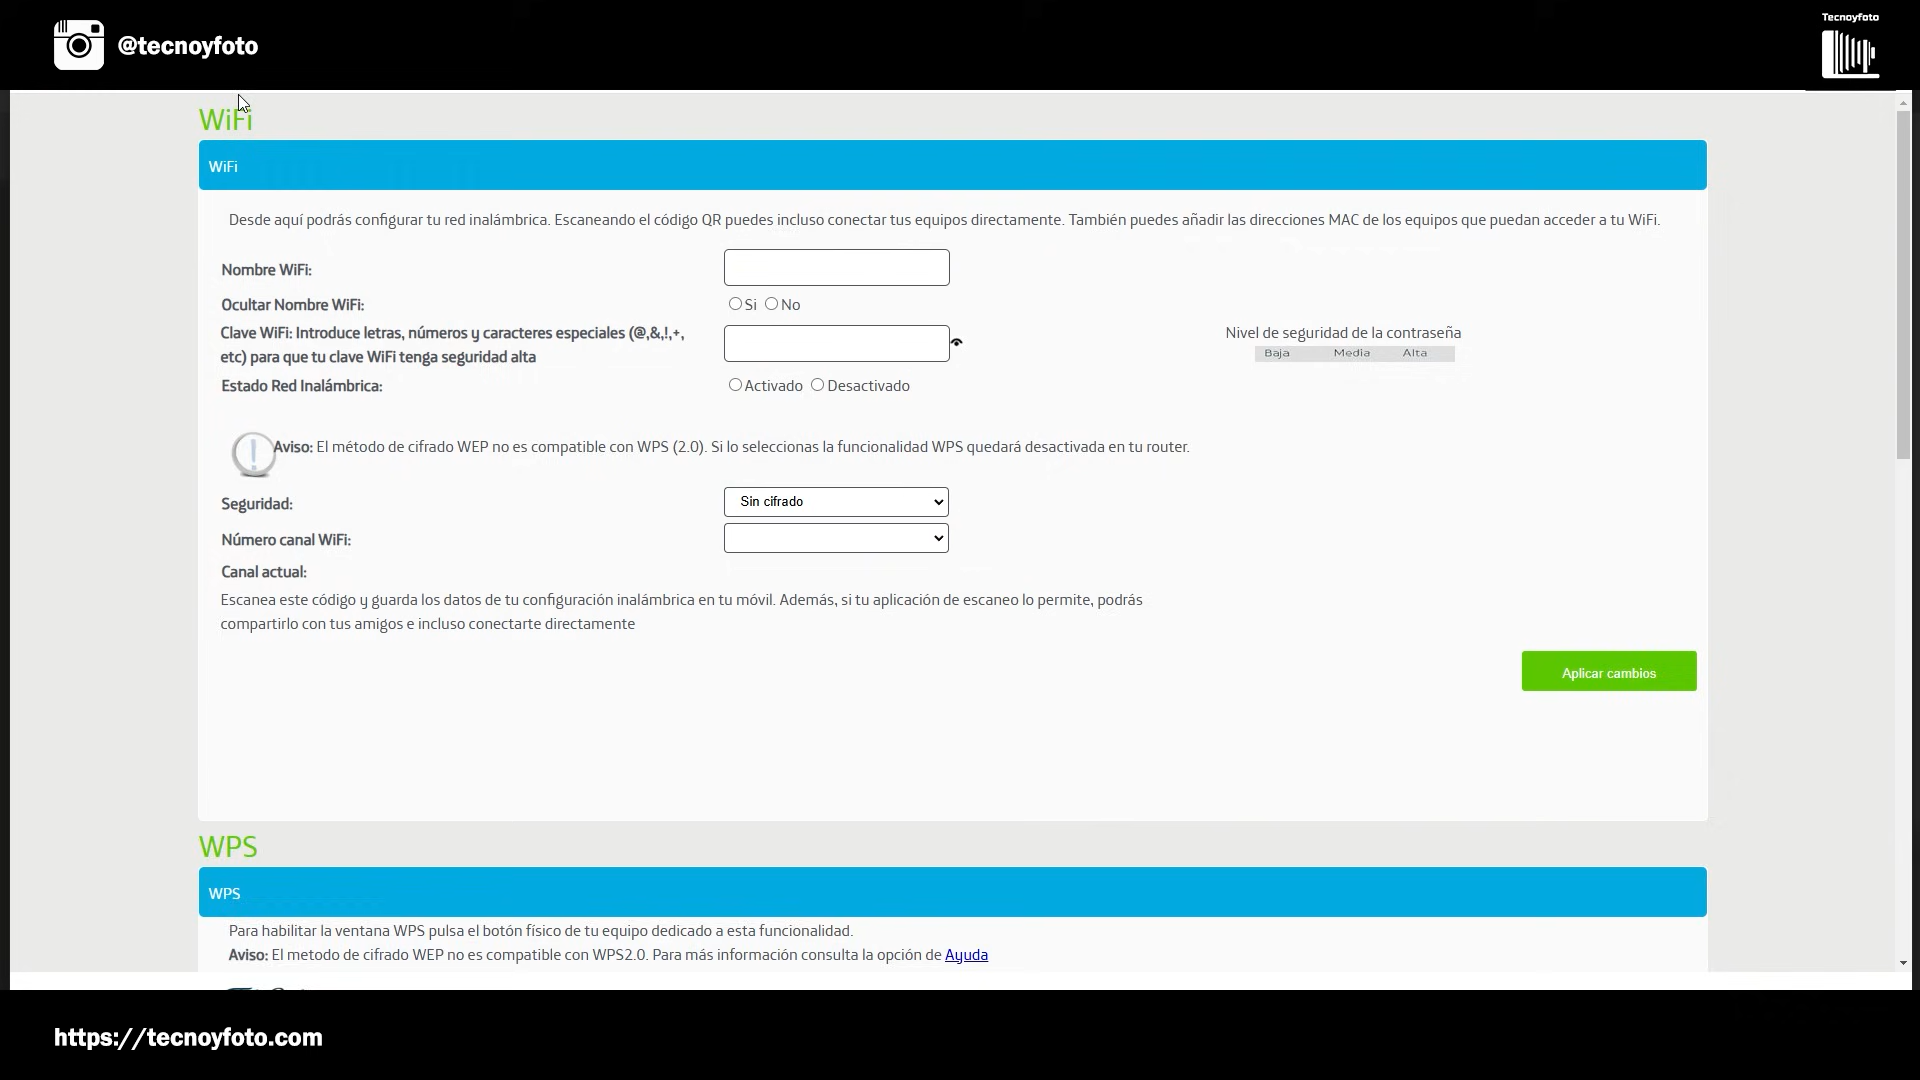 @tecnoyfoto
Tecnoyfoto
WiFi
WiFi
Desde aquí podrás configurar tu red inalámbrica. Escaneando el código QR puedes incluso conectar tus equipos directamente. También puedes añadir las direcciones MAC de los equipos que puedan acceder a tu WiFi.
Nombre WiFi:
Ocultar Nombre WiFi: Si No
Clave WiFi: Introduce letras, números y caracteres especiales (@,&,!,+,
etc) para que tu clave WiFi tenga seguridad alta
Nivel de seguridad de la contraseña
Baja Media Alta
Estado Red Inalámbrica: Activado Desactivado
Aviso: El método de cifrado WEP no es compatible con WPS (2.0). Si lo seleccionas la funcionalidad WPS quedará desactivada en tu router.
Seguridad: Sin cifrado
Número canal WiFi:
Canal actual:
Escanea este código y guarda los datos de tu configuración inalámbrica en tu móvil. Además, si tu aplicación de escaneo lo permite, podrás
compartirlo con tus amigos e incluso conectarte directamente
Aplicar cambios
WPS
WPS
Para habilitar la ventana WPS pulsa el botón físico de tu equipo dedicado a esta funcionalidad.
Aviso: El metodo de cifrado WEP no es compatible con WPS2.0. Para más información consulta la opción de Ayuda
https://tecnoyfoto.com